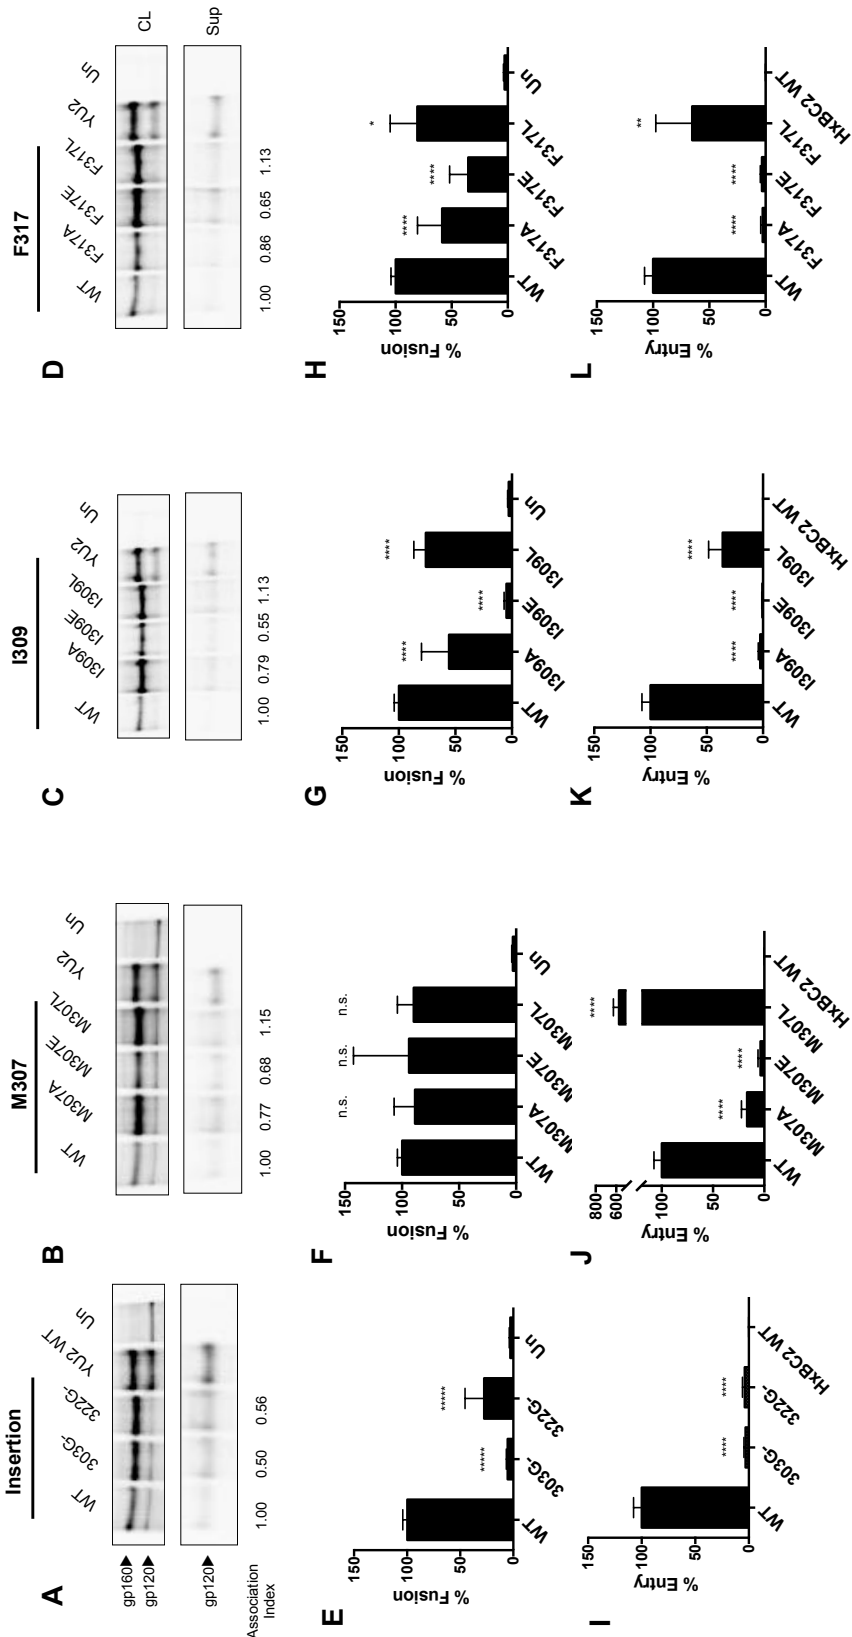 A
Insertion
WT 303G- 322G- YU2 WT Un
gp160
gp120
gp120
Association
Index
1.00 0.50 0.56
B
M307
WT M307A M307E M307L YU2 Un
1.00 0.77 0.68 1.15
C
I309
WT I309A I309E I309L YU2 Un
1.00 0.79 0.55 1.13
D
F317
WT F317A F317E F317L YU2 Un
CL
Sup
1.00 0.86 0.65 1.13
E
% Fusion
150
100
50
0
***** *****
WT 303G- 322G- Un
F
% Fusion
150
100
50
0
n.s. n.s. n.s.
WT M307A M307E M307L Un
G
% Fusion
150
100
50
0
**** **** ****
WT I309A I309E I309L Un
H
% Fusion
150
100
50
0
**** **** *
WT F317A F317E F317L Un
I
% Entry
150
100
50
0
**** ****
WT 303G- 322G- HxBC2 WT
J
% Entry
800
600
100
50
0
**** **** ****
WT M307A M307E M307L HxBC2 WT
K
% Entry
150
100
50
0
**** **** ****
WT I309A I309E I309L HxBC2 WT
L
% Entry
150
100
50
0
**** **** **
WT F317A F317E F317L HxBC2 WT